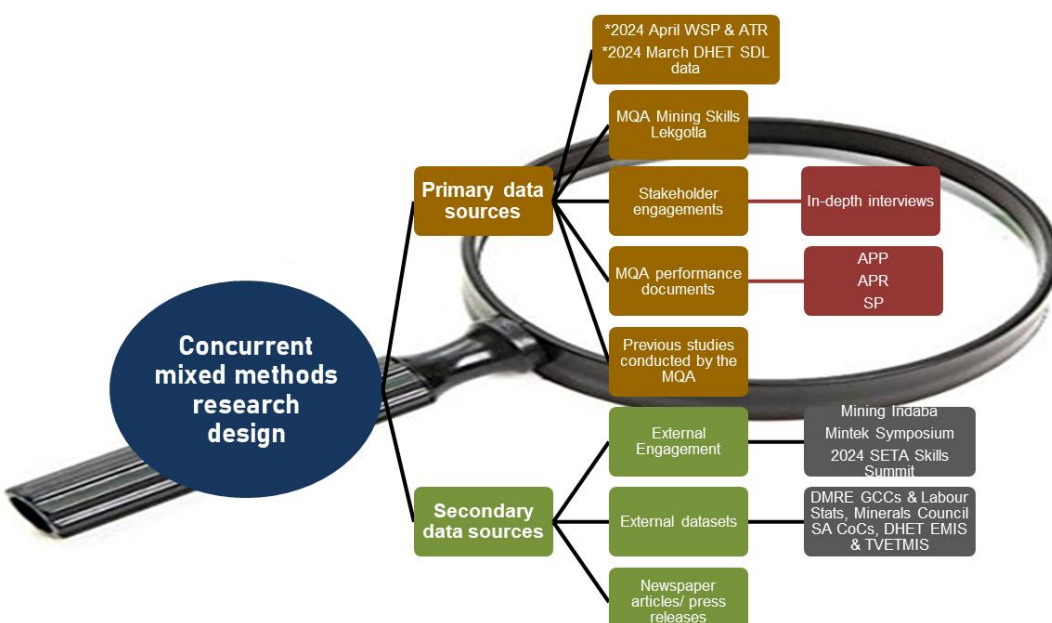 *2024 April WSP & ATR
*2024 March DHET SDL
data
MQA Mining Skills
Lekgotla
Primary data
sources
Stakeholder
engagements
In-depth interviews
MQA performance
documents
APP
APR
SP
Previous studies
conducted by the
MQA
Concurrent
mixed methods
research
design
External
Engagement
Mining Indaba
Mintek Symposium
2024 SETA Skills
Summit
Secondary
data sources
External datasets
DMRE GCCs & Labour
Stats, Minerals Council
SA CoCs, DHET EMIS
& TVETMIS
Newspaper
articles/ press
releases